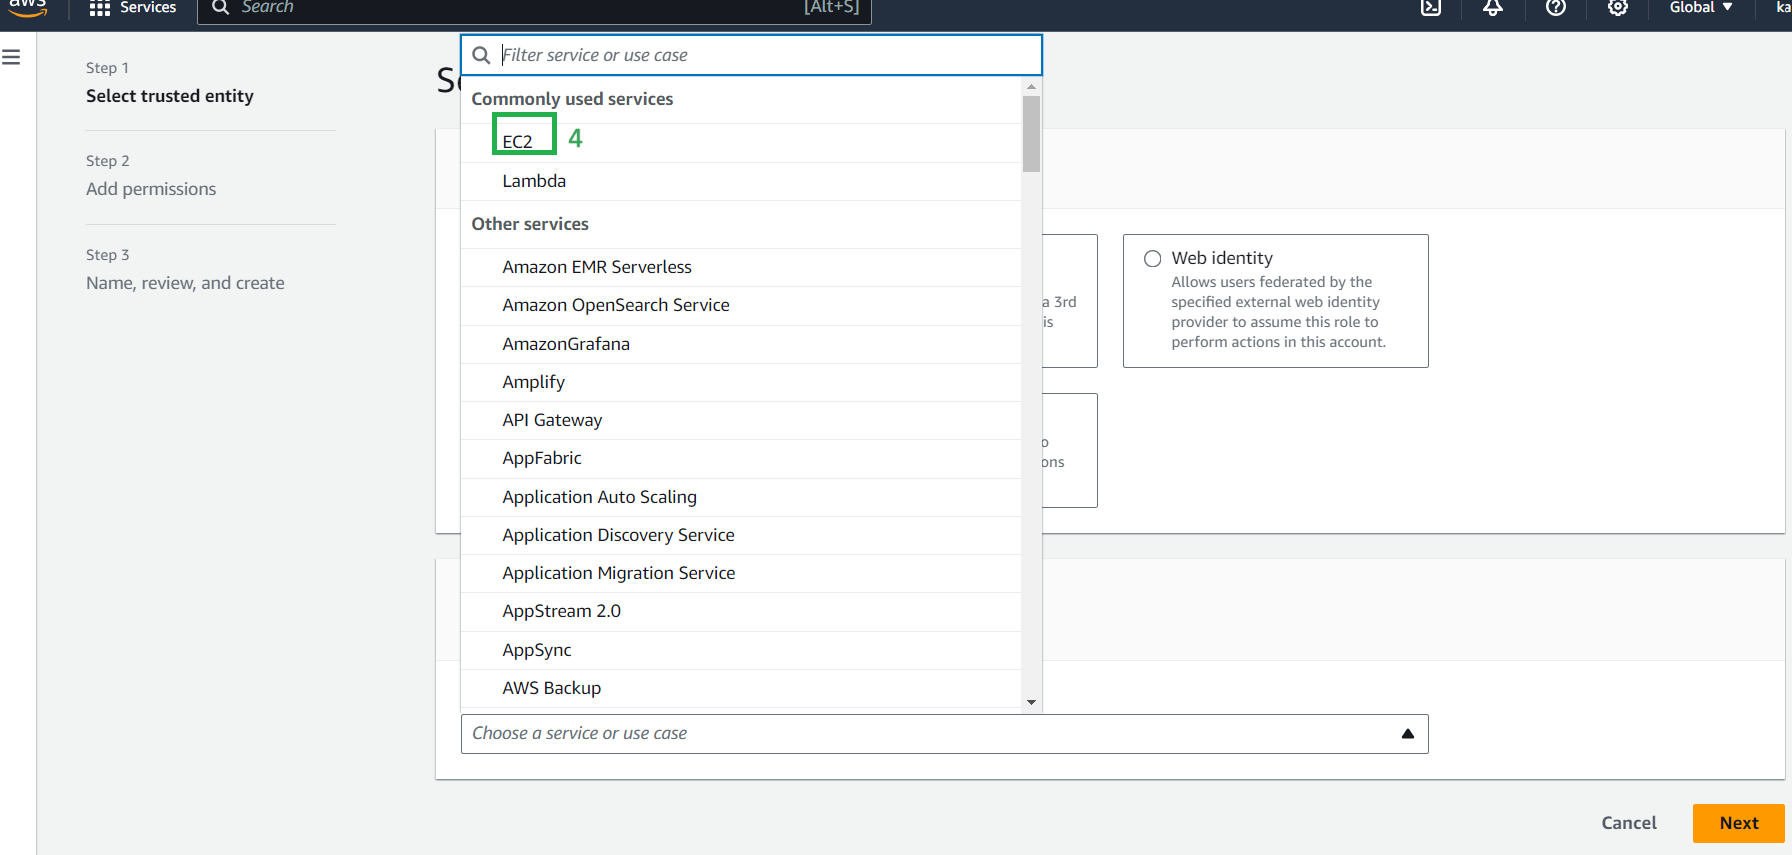 aws
Services
Search
[Alt+S]
Global
ka
Step 1
Select trusted entity
Step 2
Add permissions
Step 3
Name, review, and create
Filter service or use case
Commonly used services
EC2
4
Lambda
Other services
Amazon EMR Serverless
Amazon OpenSearch Service
AmazonGrafana
Amplify
API Gateway
AppFabric
Application Auto Scaling
Application Discovery Service
Application Migration Service
AppStream 2.0
AppSync
AWS Backup
Choose a service or use case
a 3rd
is
Web identity
Allows users federated by the
specified external web identity
provider to assume this role to
perform actions in this account.
Cancel
Next